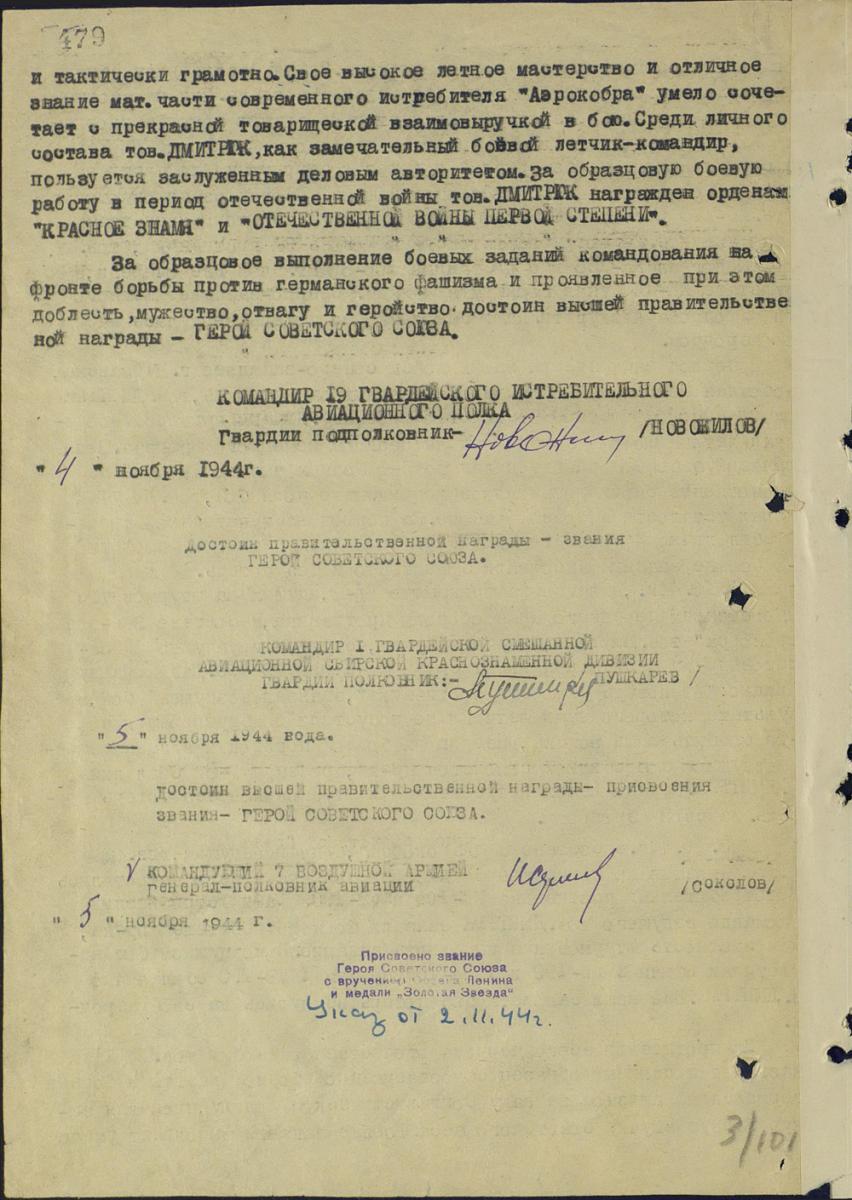 479
и тактически грамотно. Свое высокое летное мастерство и отличное
знание мат. части современного истребителя "Аэрокобра" умело соче-
тает с прекрасной товарищеской взаимовыручкой в бою. Среди личного
состава тов. ДМИТРЮК, как замечательный боевой летчик-командир,
пользуется заслуженным деловым авторитетом. За образцовую боевую
работу в период отечественной войны тов. ДМИТРЮК награжден орденам
"КРАСНОЕ ЗНАМЯ" и "ОТЕЧЕСТВЕННОЙ ВОЙНЫ ПЕРВОЙ СТЕПЕНИ".
За образцовое выполнение боевых заданий командования на
фронте борьбы против германского фашизма и проявленное при этом
доблесть, мужество, отвагу и геройство достоин высшей правительстве
ной награды - ГЕРОЙ СОВЕТСКОГО СОЮЗА.
КОМАНДИР 19 ГВАРДЕЙСКОГО ИСТРЕБИТЕЛЬНОГО
АВИАЦИОННОГО ПОЛКА
Гвардии подполковник- /НОВОЖИЛОВ/
" 4 " ноября 1944г.
Достоин правительственной награды - звания
ГЕРОЙ СОВЕТСКОГО СОЮЗА.
КОМАНДИР I ГВАРДЕЙСКОЙ СМЕШАННОЙ
АВИАЦИОННОЙ СВИРСКОЙ КРАСНОЗНАМЕННОЙ ДИВИЗИИ
ГВАРДИИ ПОЛКОВНИК:- ПУШКАРЕВ /
"5" ноября 1944 года.
достоин высшей правительственной награды- присвоения
звания- ГЕРОЙ СОВЕТСКОГО СОЮЗА.
КОМАНДУЮЩИЙ 7 ВОЗДУШНОЙ АРМИЕЙ
генерал-полковник авиации /Соколов/
" 5 " ноября 1944 г.
Присвоено звание
Героя Советского Союза
с вручением ордена Ленина
и медали „Золотая Звезда"
Указ от 2.11.44г.
3/101